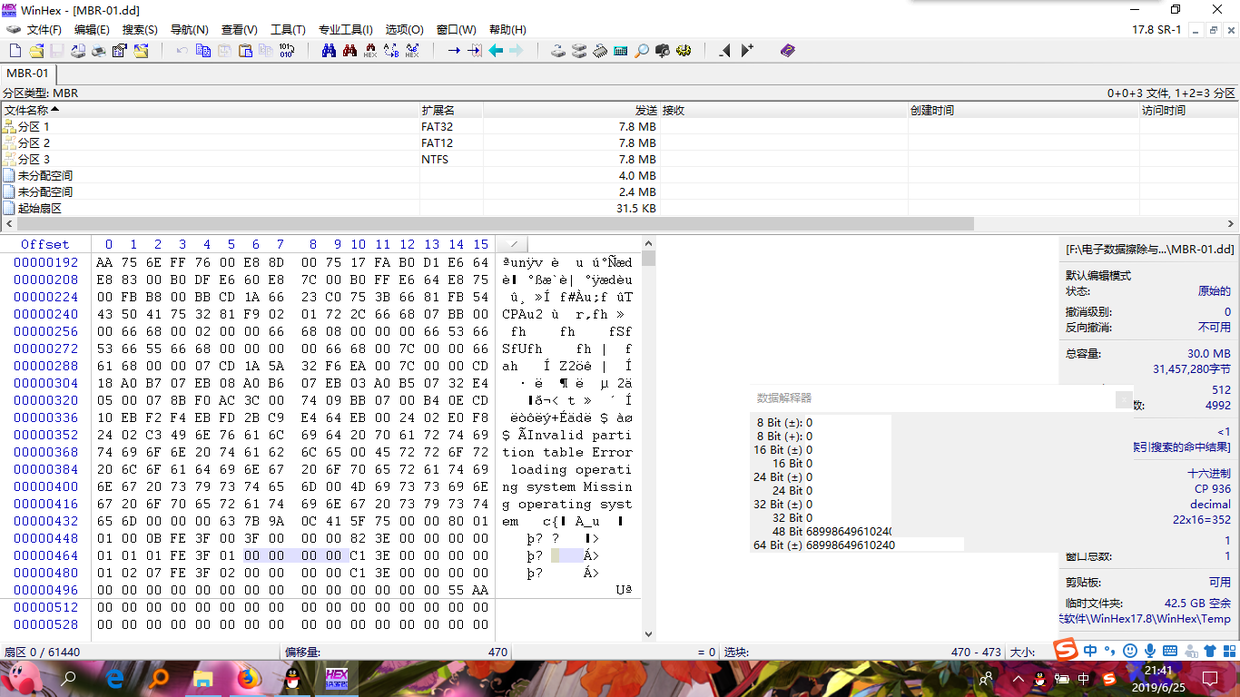 WinHex - [MBR-01.dd]
文件(F) 编辑(E) 搜索(S) 导航(N) 查看(V) 工具(T) 专业工具(I) 选项(O) 窗口(W) 帮助(H) 17.8 SR-1
MBR-01
分区类型: MBR 0+0+3 文件, 1+2=3 分区
文件名称 扩展名 发送 接收 创建时间 访问时间
分区 1 FAT32 7.8 MB
分区 2 FAT12 7.8 MB
分区 3 NTFS 7.8 MB
未分配空间 4.0 MB
未分配空间 2.4 MB
起始扇区 31.5 KB
Offset 0 1 2 3 4 5 6 7 8 9 10 11 12 13 14 15
00000192 AA 75 6E FF 76 00 E8 8D 00 75 17 FA B0 D1 E6 64
00000208 E8 83 00 B0 DF E6 60 E8 7C 00 B0 FF E6 64 E8 75
00000224 00 FB B8 00 BB CD 1A 66 23 C0 75 3B 66 81 FB 54
00000240 43 50 41 75 32 81 F9 02 01 72 2C 66 68 07 BB 00
00000256 00 66 68 00 02 00 00 66 68 08 00 00 00 66 53 66
00000272 53 66 55 66 68 00 00 00 00 66 68 00 7C 00 00 66
00000288 61 68 00 00 07 CD 1A 5A 32 F6 EA 00 7C 00 00 CD
00000304 18 A0 B7 07 EB 08 A0 B6 07 EB 03 A0 B5 07 32 E4
00000320 05 00 07 8B F0 AC 3C 00 74 09 BB 07 00 B4 0E CD
00000336 10 EB F2 F4 EB FD 2B C9 E4 64 EB 00 24 02 E0 F8
00000352 24 02 C3 49 6E 76 61 6C 69 64 20 70 61 72 74 69 $ ÃInvalid parti
00000368 74 69 6F 6E 20 74 61 62 6C 65 00 45 72 72 6F 72 tion table Error
00000384 20 6C 6F 61 64 69 6E 67 20 6F 70 65 72 61 74 69 loading operati
00000400 6E 67 20 73 79 73 74 65 6D 00 4D 69 73 73 69 6E ng system Missin
00000416 67 20 6F 70 65 72 61 74 69 6E 67 20 73 79 73 74 g operating syst
00000432 65 6D 00 00 00 63 7B 9A 0C 41 5F 75 00 00 80 01
00000448 01 00 0B FE 3F 00 3F 00 00 00 82 3E 00 00 00 00
00000464 01 01 01 FE 3F 01 00 00 00 00 C1 3E 00 00 00 00
00000480 01 02 07 FE 3F 02 00 00 00 00 C1 3E 00 00 00 00
00000496 00 00 00 00 00 00 00 00 00 00 00 00 00 00 55 AA Uª
00000512 00 00 00 00 00 00 00 00 00 00 00 00 00 00 00 00
00000528 00 00 00 00 00 00 00 00 00 00 00 00 00 00 00 00
数据解释器
8 Bit (±): 0
8 Bit (+): 0
16 Bit (±) 0
16 Bit 0
24 Bit (±) 0
24 Bit 0
32 Bit (±) 0
32 Bit 0
48 Bit 68998649610240
64 Bit (±) 68998649610240
[F:\电子数据擦除与...\MBR-01.dd]
默认编辑模式
状态: 原始的
撤消级别: 0
反向撤消: 不可用
总容量: 30.0 MB
31,457,280字节
512
数: 4992
<1
索引搜索的命中结果]
十六进制
CP 936
decimal
22x16=352
1
窗口总数: 1
剪贴板: 可用
临时文件夹: 42.5 GB 空余
软件\WinHex17.8\WinHex\Temp
扇区 0 / 61440 偏移量: 470 = 0 选块: 470 - 473 大小:
中
HEX
中
21:41
2019/6/25